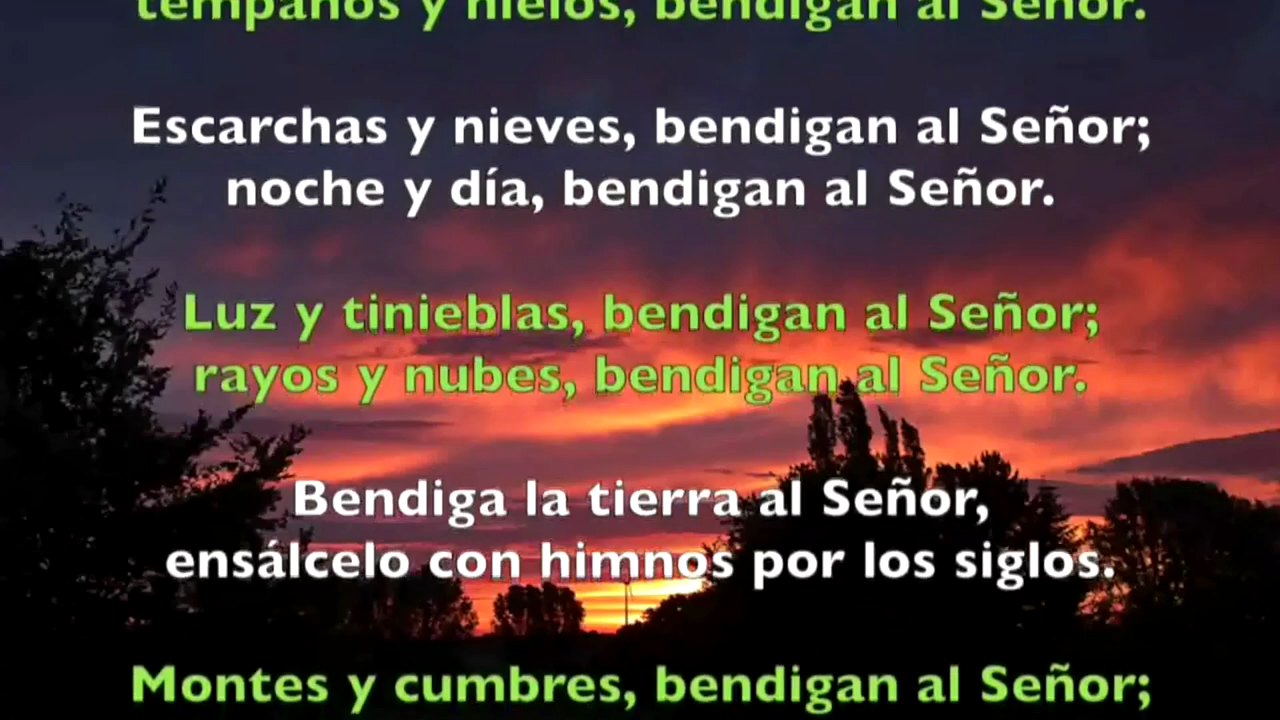 témpanos y hielos, bendigan al Señor.
Escarchas y nieves, bendigan al Señor;
noche y día, bendigan al Señor.
Luz y tinieblas, bendigan al Señor;
rayos y nubes, bendigan al Señor.
Bendiga la tierra al Señor,
ensálcelo con himnos por los siglos.
Montes y cumbres, bendigan al Señor;